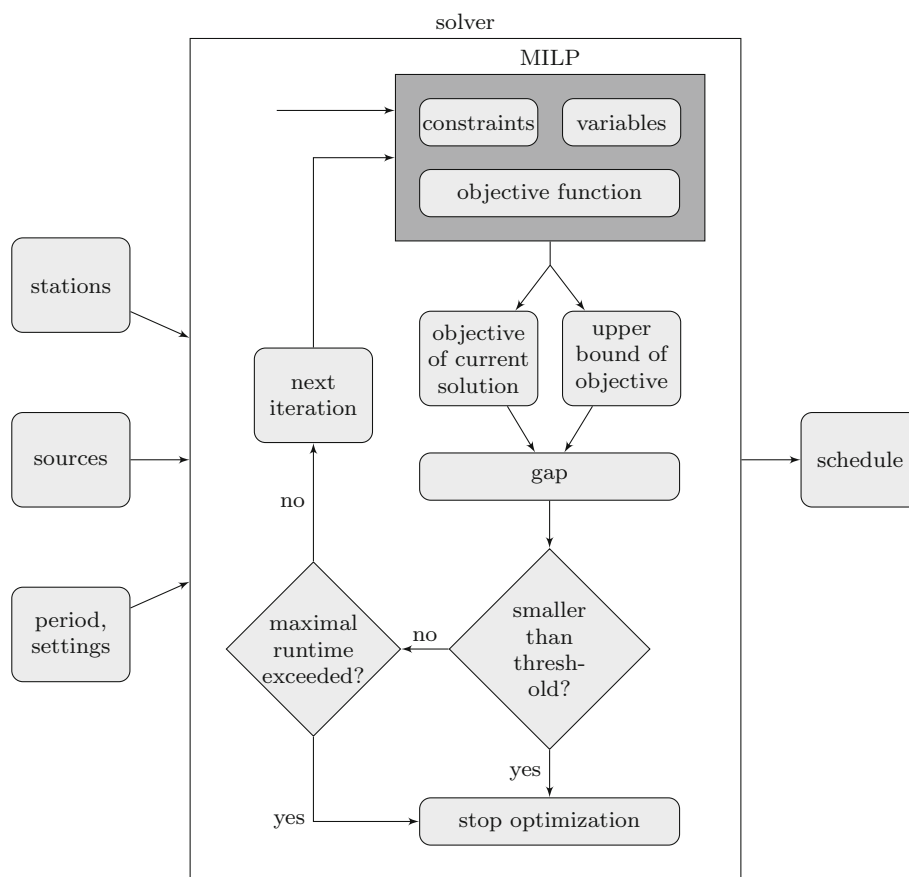 solver
MILP
constraints
variables
objective function
stations
objective
of current
solution
upper
bound of
objective
next
iteration
sources
gap
schedule
no
period,
settings
maximal
runtime
exceeded?
no
smaller
than
thresh-
old?
yes
yes
stop optimization